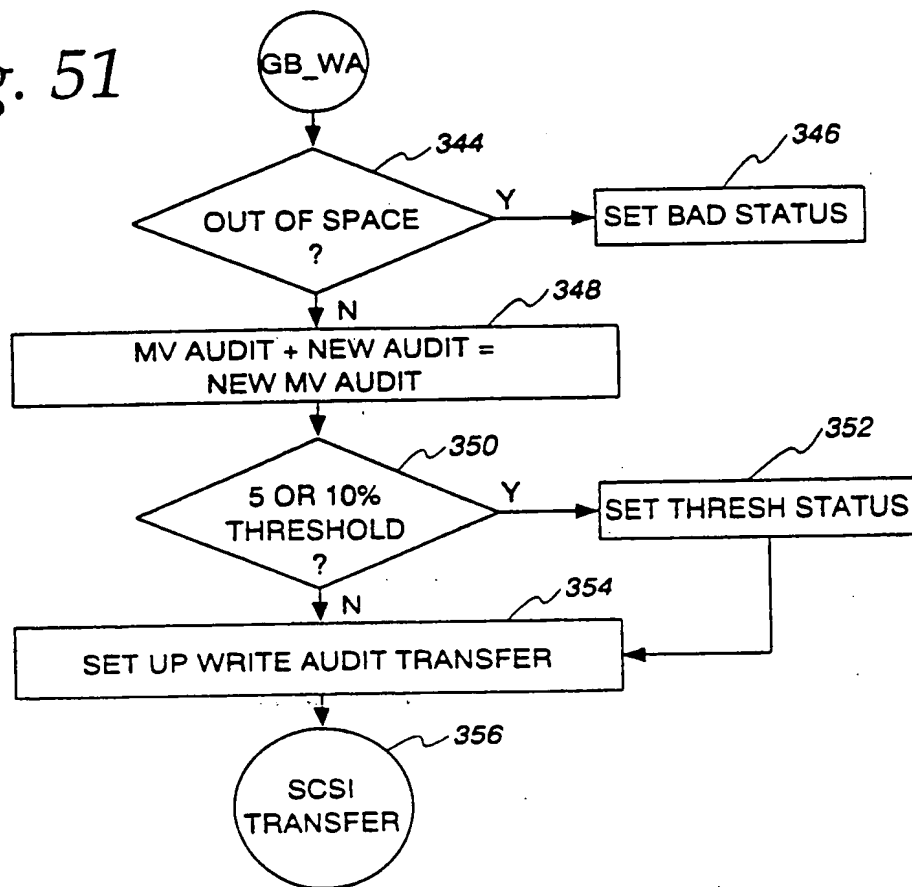 g. 51
GB_WA
344
346
OUT OF SPACE
?
Y
SET BAD STATUS
N
348
MV AUDIT + NEW AUDIT =
NEW MV AUDIT
350
352
5 OR 10%
THRESHOLD
?
Y
SET THRESH STATUS
N
354
SET UP WRITE AUDIT TRANSFER
356
SCSI
TRANSFER